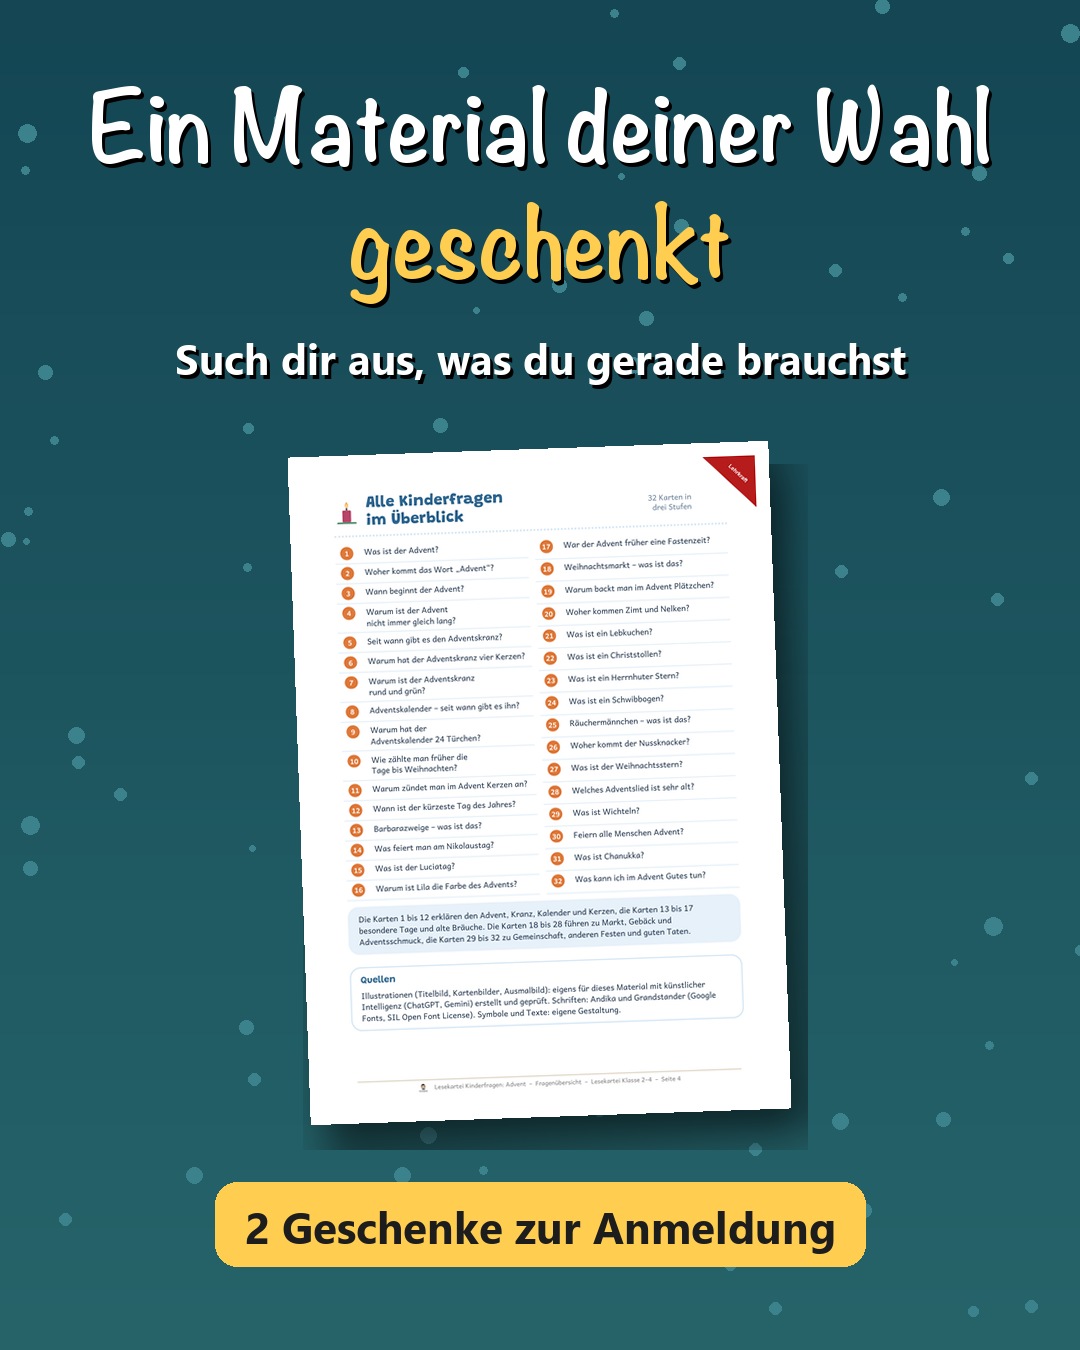 Ein Material deiner Wahl
geschenkt
Such dir aus, was du gerade brauchst
Lehrkraft
Alle Kinderfragen
im Überblick
32 Karten in
drei Stufen
1 Was ist der Advent?
2 Woher kommt das Wort „Advent"?
3 Wann beginnt der Advent?
4 Warum ist der Advent
nicht immer gleich lang?
5 Seit wann gibt es den Adventskranz?
6 Warum hat der Adventskranz vier Kerzen?
7 Warum ist der Adventskranz
rund und grün?
8 Adventskalender – seit wann gibt es ihn?
9 Warum hat der
Adventskalender 24 Türchen?
10 Wie zählte man früher die
Tage bis Weihnachten?
11 Warum zündet man im Advent Kerzen an?
12 Wann ist der kürzeste Tag des Jahres?
13 Barbarazweige – was ist das?
14 Was feiert man am Nikolaustag?
15 Was ist der Luciatag?
16 Warum ist Lila die Farbe des Advents?
17 War der Advent früher eine Fastenzeit?
18 Weihnachtsmarkt – was ist das?
19 Warum backt man im Advent Plätzchen?
20 Woher kommen Zimt und Nelken?
21 Was ist ein Lebkuchen?
22 Was ist ein Christstollen?
23 Was ist ein Herrnhuter Stern?
24 Was ist ein Schwibbogen?
25 Räuchermännchen – was ist das?
26 Woher kommt der Nussknacker?
27 Was ist der Weihnachtsstern?
28 Welches Adventslied ist sehr alt?
29 Was ist Wichteln?
30 Feiern alle Menschen Advent?
31 Was ist Chanukka?
32 Was kann ich im Advent Gutes tun?
Die Karten 1 bis 12 erklären den Advent, Kranz, Kalender und Kerzen, die Karten 13 bis 17
besondere Tage und alte Bräuche. Die Karten 18 bis 28 führen zu Markt, Gebäck und
Adventsschmuck, die Karten 29 bis 32 zu Gemeinschaft, anderen Festen und guten Taten.
Quellen
Illustrationen (Titelbild, Kartenbilder, Ausmalbild): eigens für dieses Material mit künstlicher
Intelligenz (ChatGPT, Gemini) erstellt und geprüft. Schriften: Andika und Grandstander (Google
Fonts, SIL Open Font License). Symbole und Texte: eigene Gestaltung.
Lesekartei Kinderfragen: Advent – Fragenübersicht – Lesekartei Klasse 2–4 – Seite 4
2 Geschenke zur Anmeldung